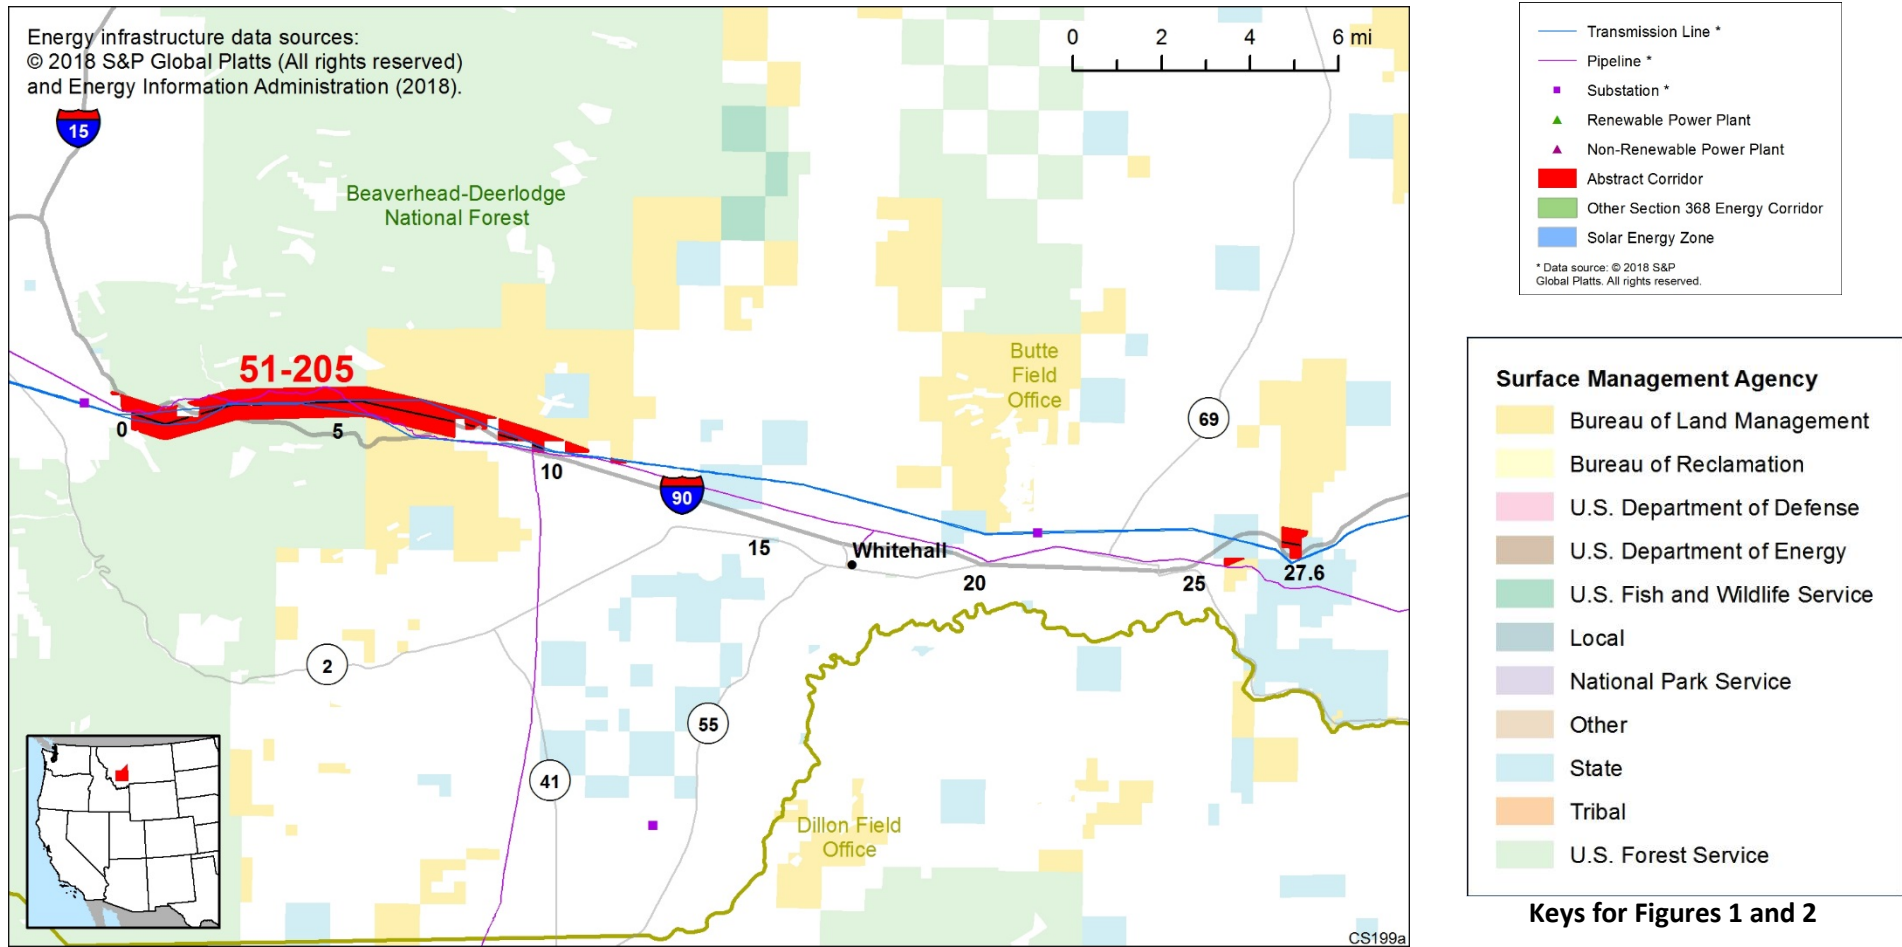 Energy infrastructure data sources:
© 2018 S&P Global Platts (All rights reserved)
and Energy Information Administration (2018).
0 2 4 6 mi
15
Beaverhead-Deerlodge
National Forest
51-205
Butte
Field
Office
69
0
5
10
90
15
Whitehall
20
25
27.6
2
55
41
Dillon Field
Office
CS199a
Transmission Line *
Pipeline *
Substation *
Renewable Power Plant
Non-Renewable Power Plant
Abstract Corridor
Other Section 368 Energy Corridor
Solar Energy Zone
* Data source: © 2018 S&P
Global Platts. All rights reserved.
Surface Management Agency
Bureau of Land Management
Bureau of Reclamation
U.S. Department of Defense
U.S. Department of Energy
U.S. Fish and Wildlife Service
Local
National Park Service
Other
State
Tribal
U.S. Forest Service
Keys for Figures 1 and 2